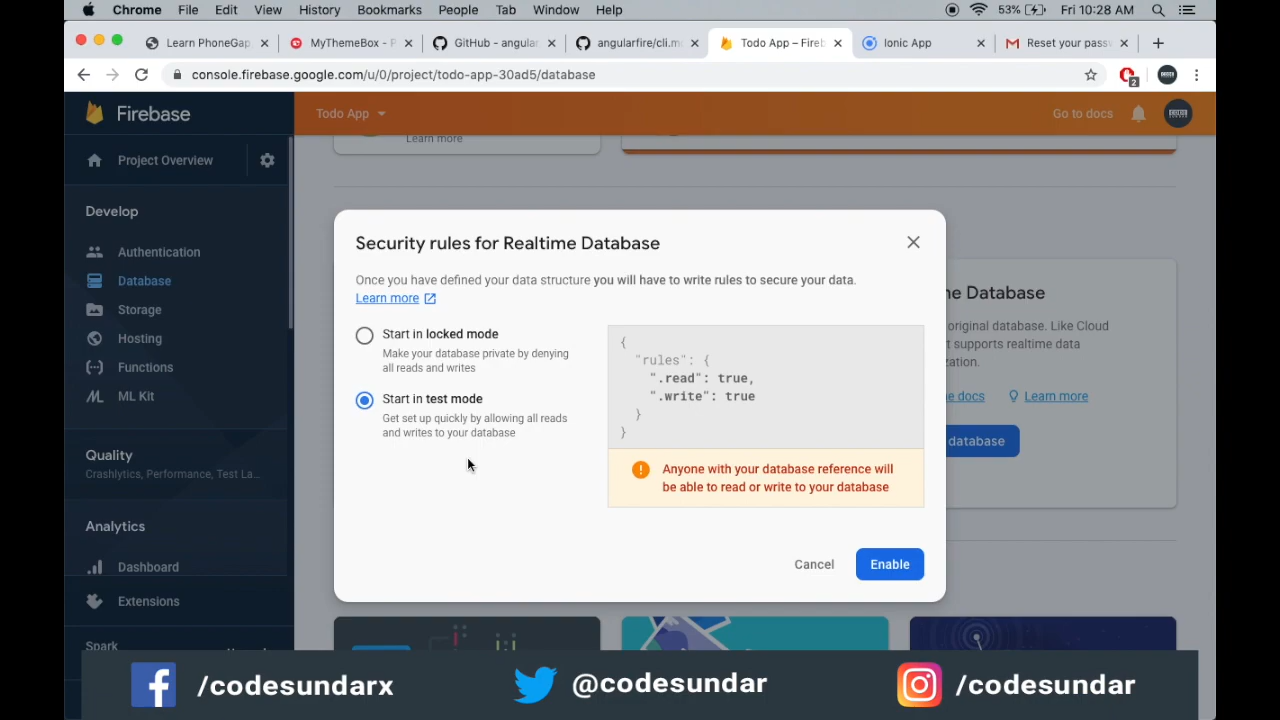 Chrome File Edit View History Bookmarks People Tab Window Help 53% Fri 10:28 AM
Learn PhoneGap MyThemeBox - P GitHub - angular angularfire/cli.m Todo App – Fireb Ionic App Reset your passw
console.firebase.google.com/u/0/project/todo-app-30ad5/database 2
Firebase
Todo App
Go to docs
Learn more
Project Overview
Develop
Authentication
Database
Storage
Hosting
Functions
ML Kit
Quality
Crashlytics, Performance, Test La...
Analytics
Dashboard
Extensions
Spark
Security rules for Realtime Database
Once you have defined your data structure you will have to write rules to secure your data.
Learn more
Start in locked mode
Make your database private by denying
all reads and writes
Start in test mode
Get set up quickly by allowing all reads
and writes to your database
{
"rules": {
".read": true,
".write": true
}
}
Anyone with your database reference will
be able to read or write to your database
Cancel
Enable
Database
original database. Like Cloud
supports realtime data
docs Learn more
database
/codesundarx
@codesundar
/codesundar